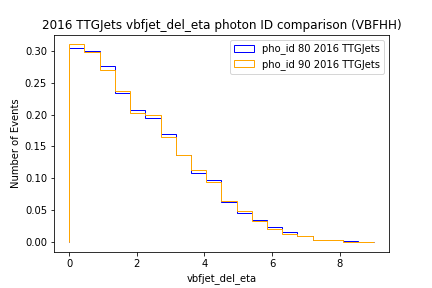 2016 TTGJets vbfjet_del_eta photon ID comparison (VBFHH)
pho_id 80 2016 TTGJets
pho_id 90 2016 TTGJets
Number of Events
0.30
0.25
0.20
0.15
0.10
0.05
0.00
0 2 4 6 8
vbfjet_del_eta